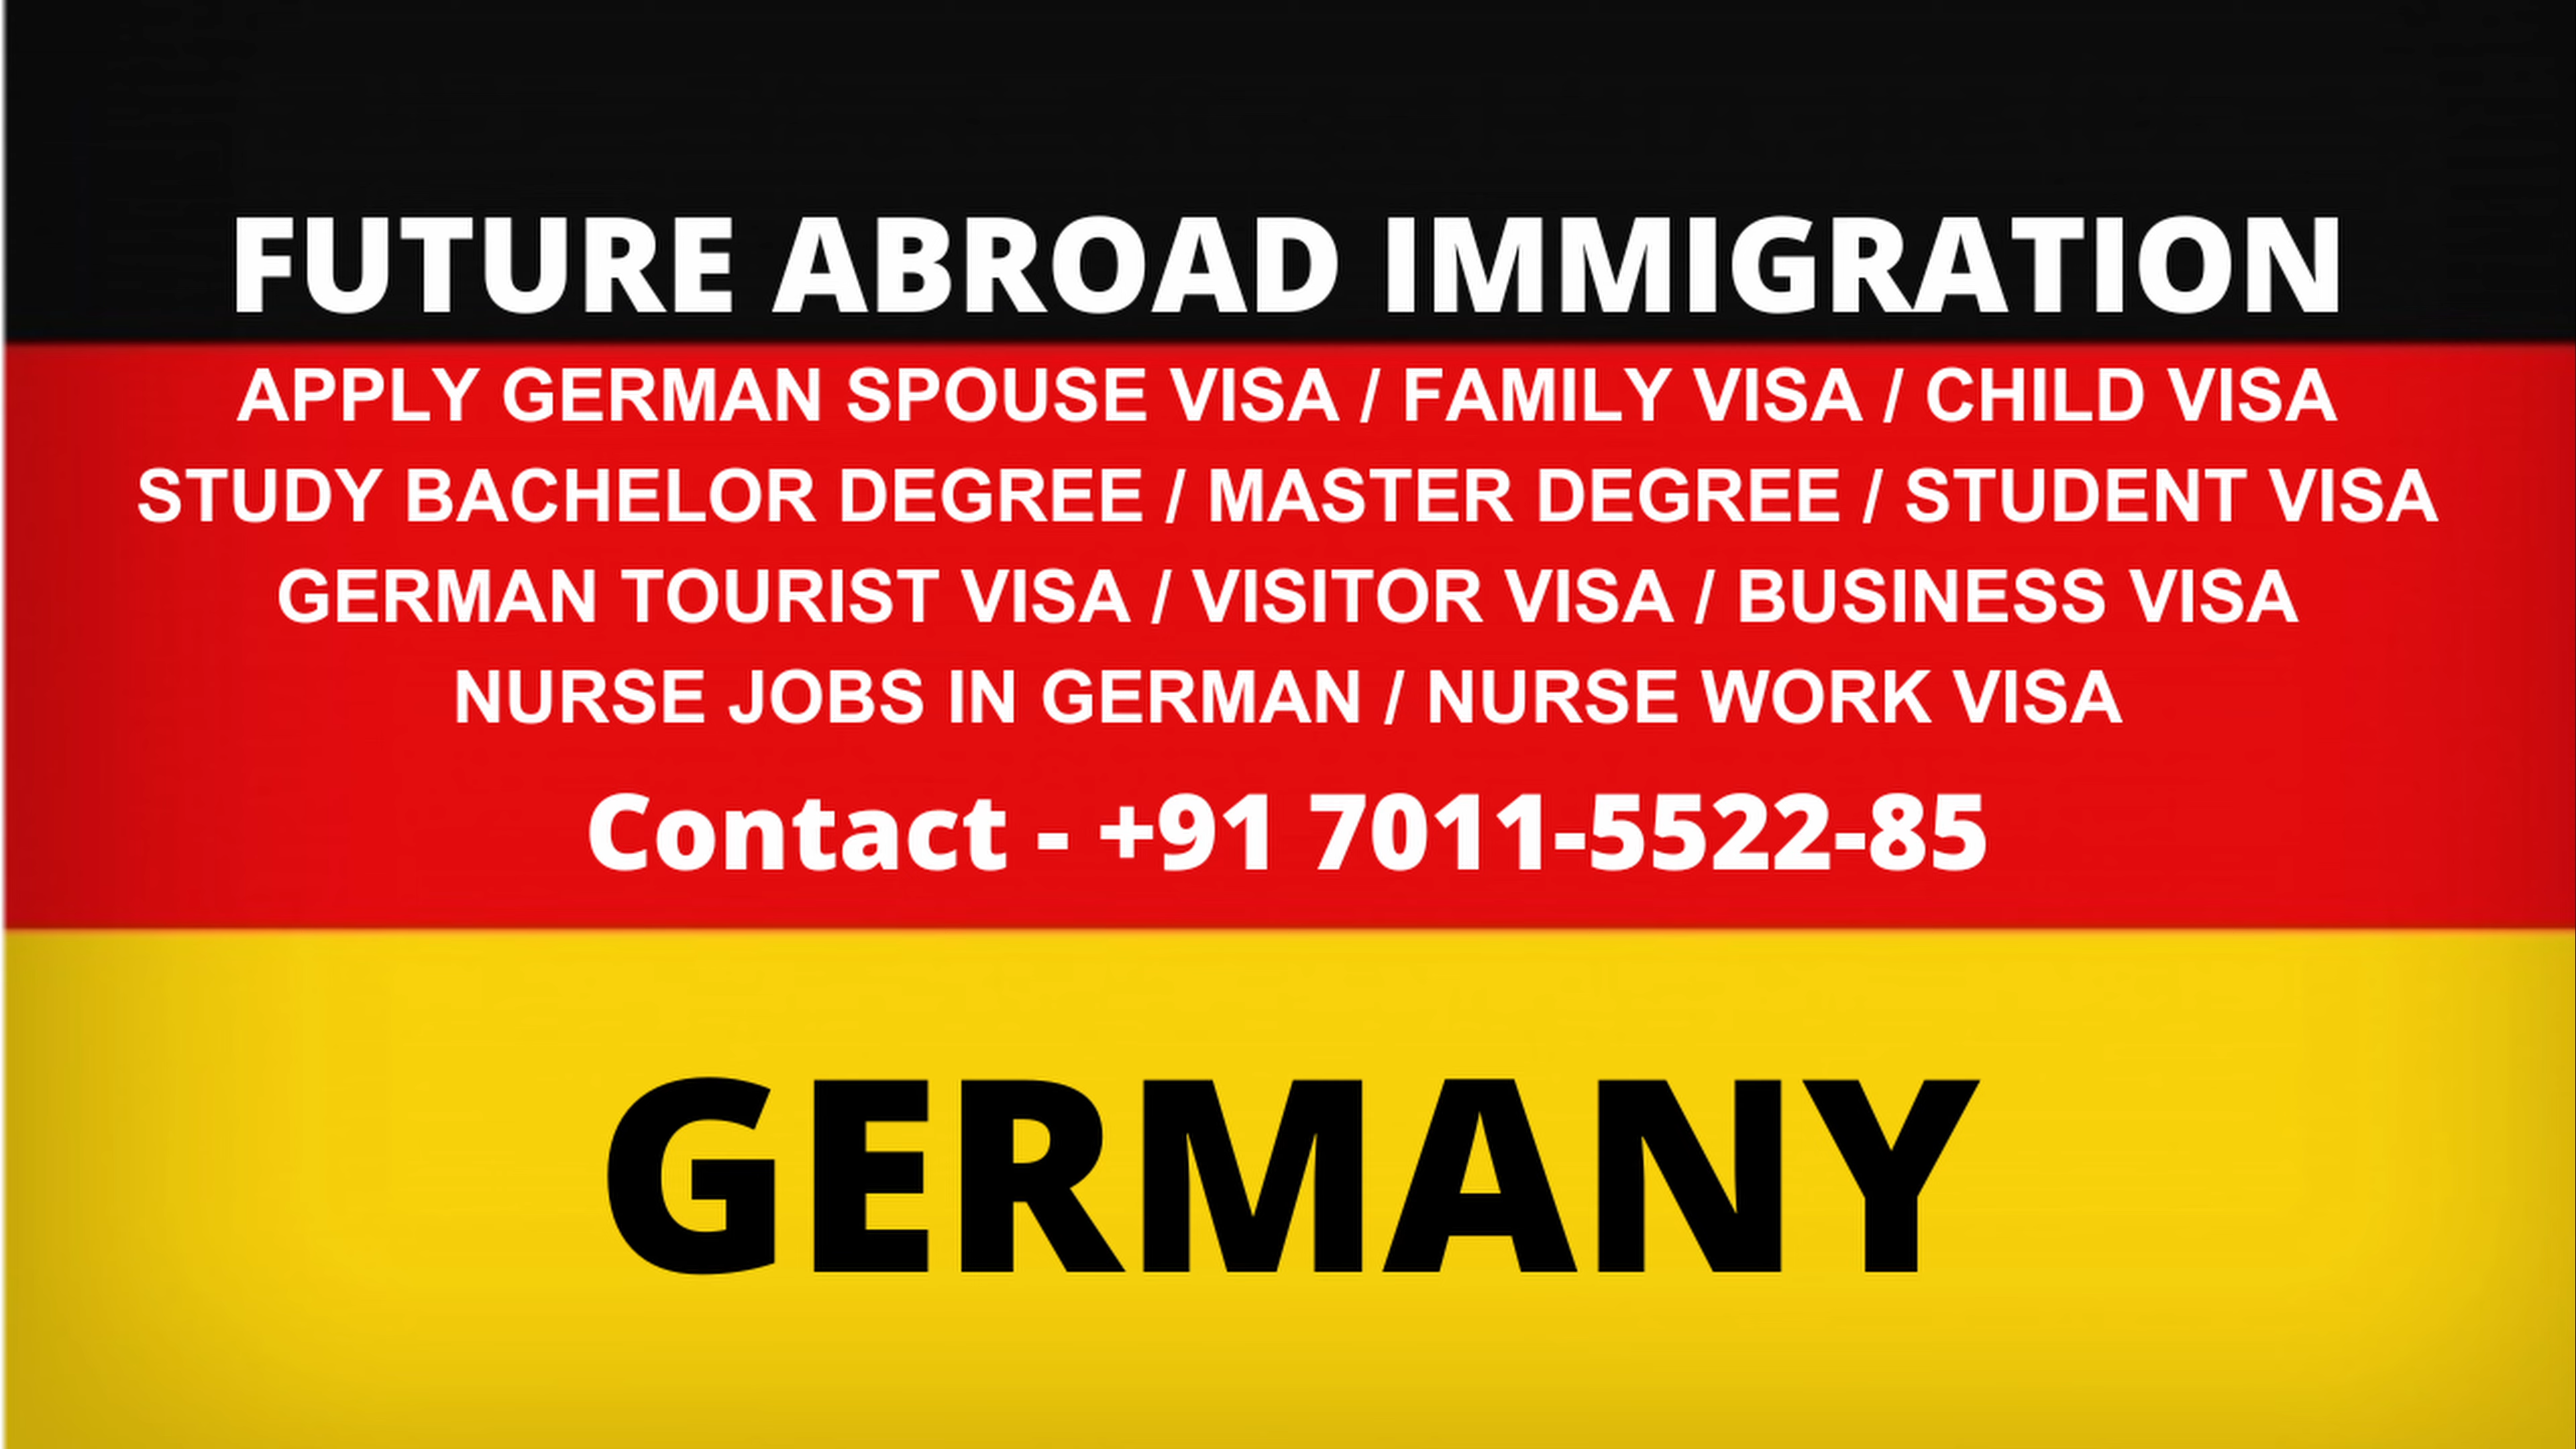 FUTURE ABROAD IMMIGRATION
APPLY GERMAN SPOUSE VISA / FAMILY VISA / CHILD VISA
STUDY BACHELOR DEGREE / MASTER DEGREE / STUDENT VISA
GERMAN TOURIST VISA / VISITOR VISA / BUSINESS VISA
NURSE JOBS IN GERMAN / NURSE WORK VISA
Contact - +91 7011-5522-85
GERMANY